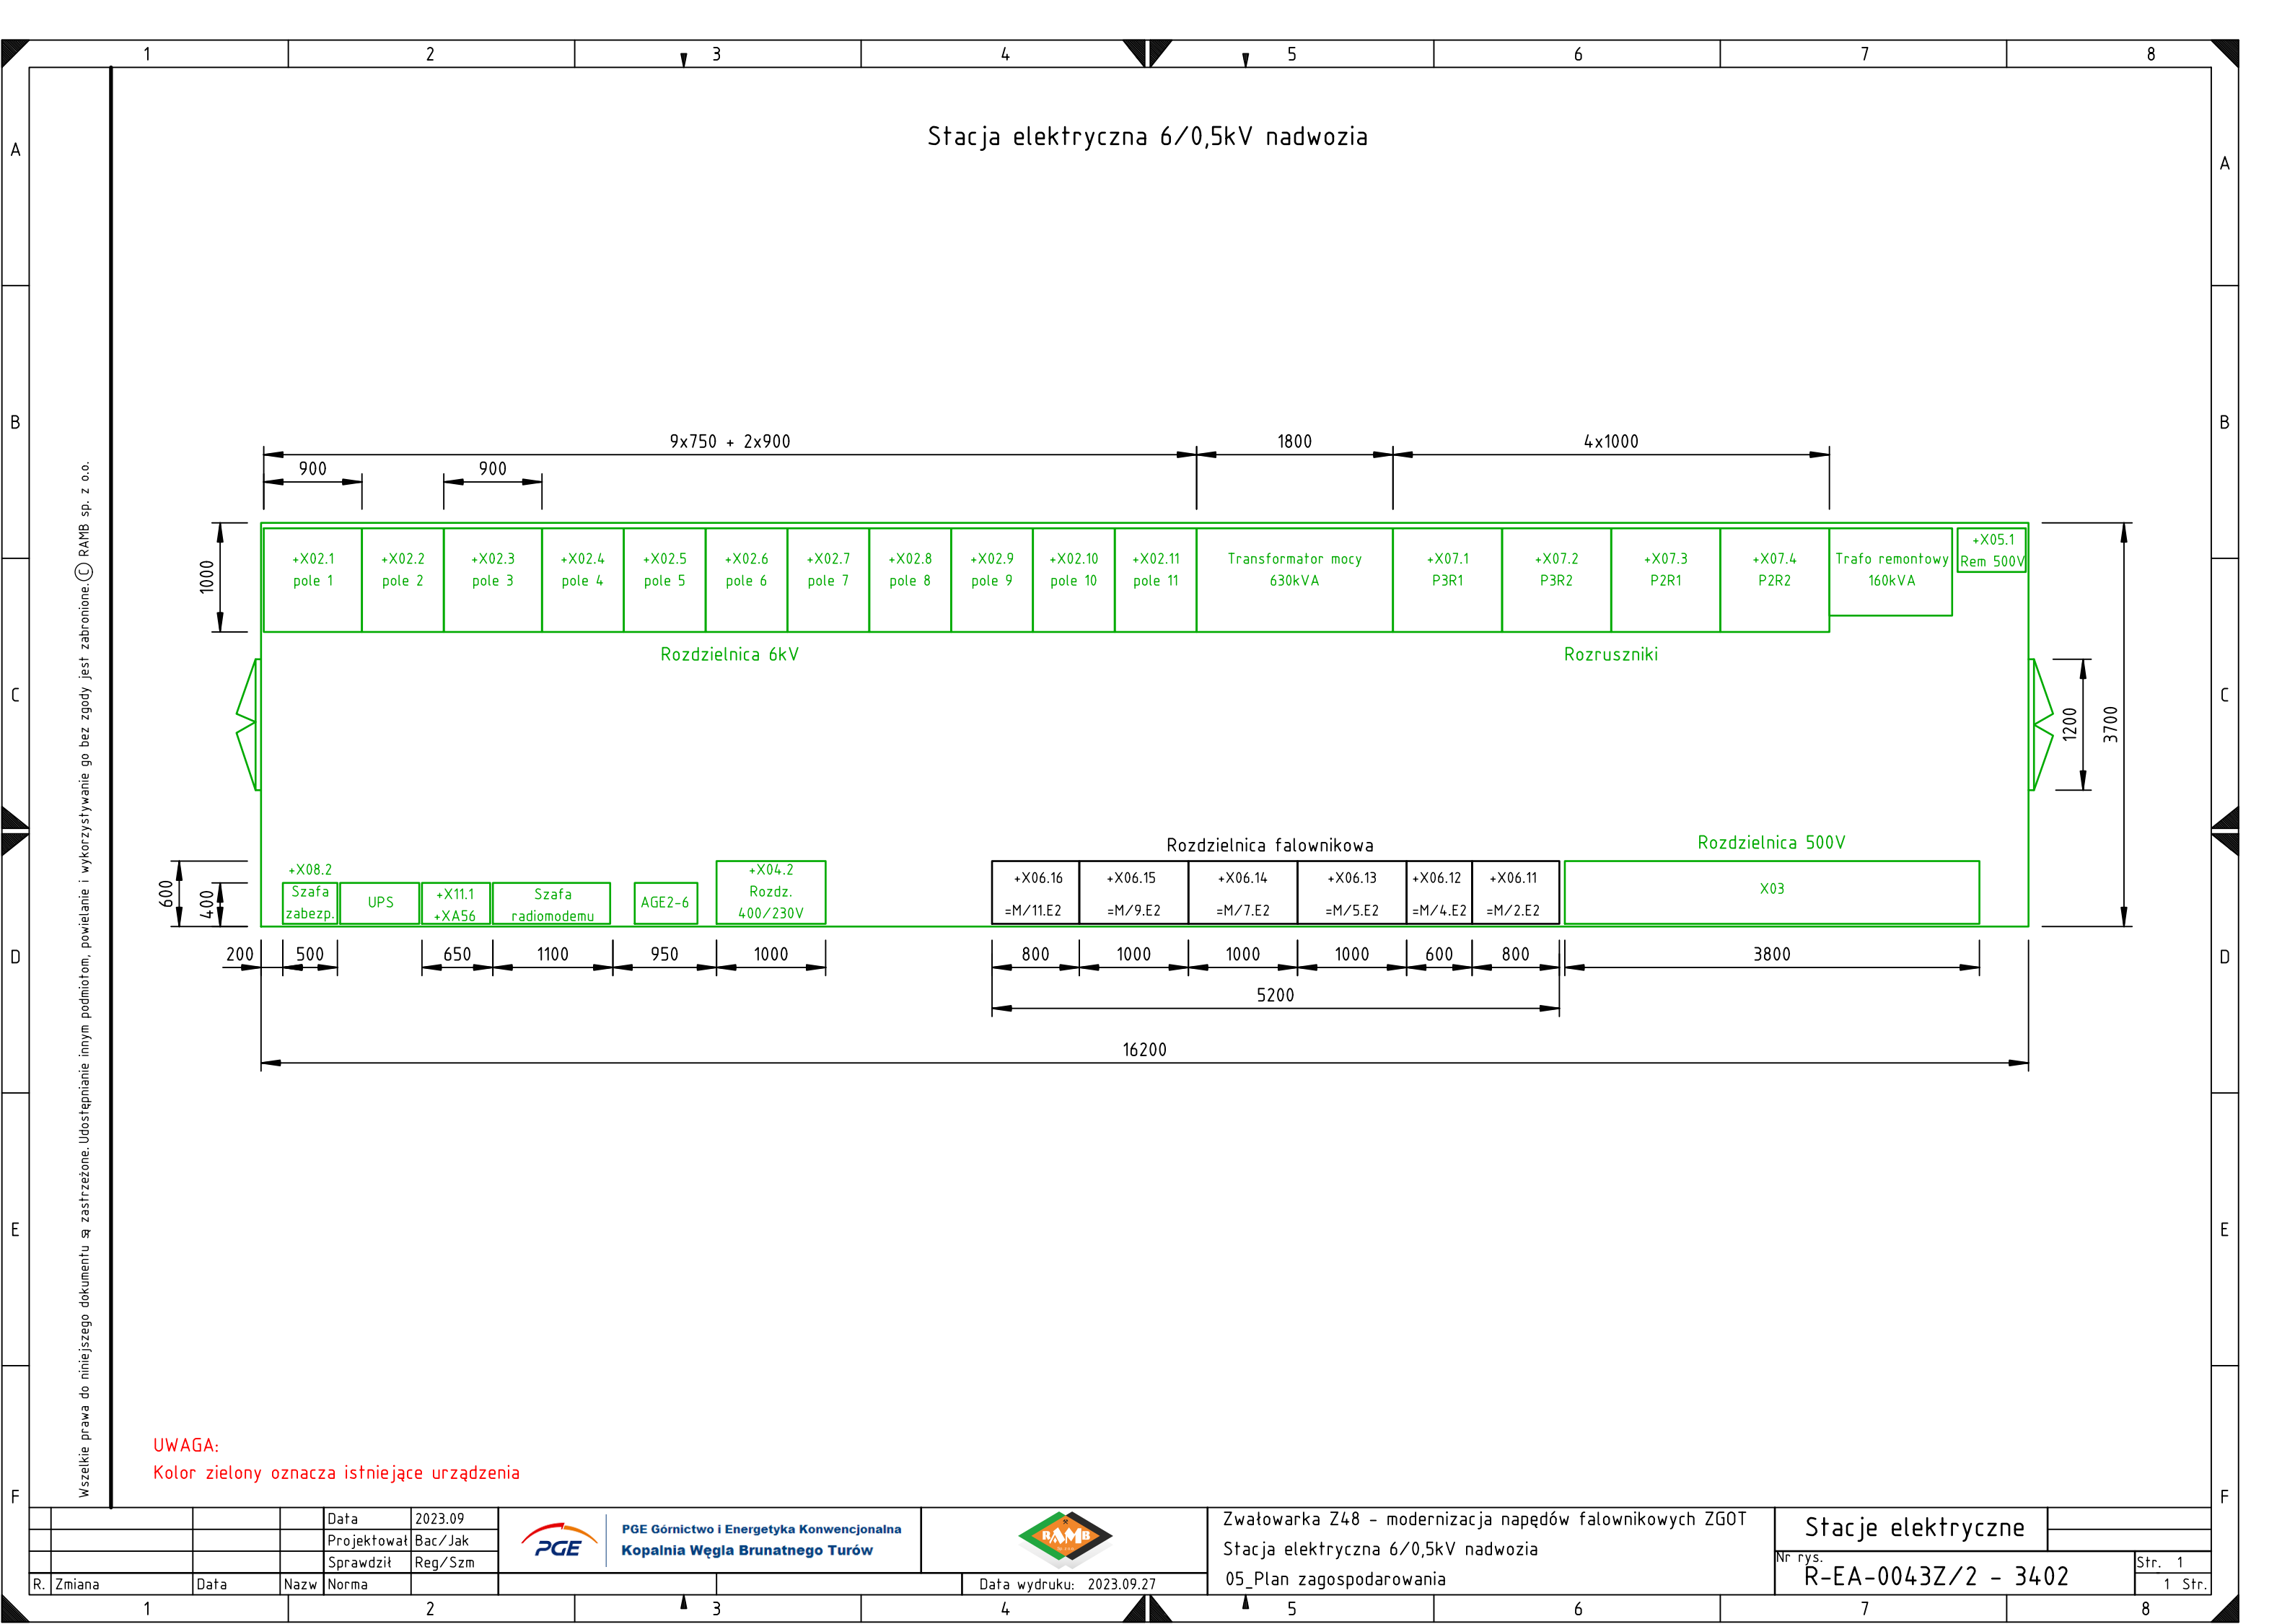 1 2 3 4 5 6 7 8
A A
B B
C C
D D
E E
F F
Stacja elektryczna 6/0,5kV nadwozia
9x750 + 2x900 1800 4x1000
900 900
1000
+X02.1
pole 1
+X02.2
pole 2
+X02.3
pole 3
+X02.4
pole 4
+X02.5
pole 5
+X02.6
pole 6
+X02.7
pole 7
+X02.8
pole 8
+X02.9
pole 9
+X02.10
pole 10
+X02.11
pole 11
Transformator mocy
630kVA
+X07.1
P3R1
+X07.2
P3R2
+X07.3
P2R1
+X07.4
P2R2
Trafo remontowy
160kVA
+X05.1
Rem 500V
Rozdzielnica 6kV
Rozruszniki
1200
3700
600
400
+X08.2
Szafa
zabezp.
UPS
+X11.1
+XA56
Szafa
radiomodemu
AGE2-6
+X04.2
Rozdz.
400/230V
Rozdzielnica falownikowa
+X06.16
=M/11.E2
+X06.15
=M/9.E2
+X06.14
=M/7.E2
+X06.13
=M/5.E2
+X06.12
=M/4.E2
+X06.11
=M/2.E2
Rozdzielnica 500V
X03
200 500 650 1100 950 1000 800 1000 1000 1000 600 800 3800
5200
16200
Wszelkie prawa do niniejszego dokumentu są zastrzeżone. Udostępnianie innym podmiotom, powielanie i wykorzystywanie go bez zgody jest zabronione. © RAMB sp. z o.o.
UWAGA:
Kolor zielony oznacza istniejące urządzenia
R. Zmiana Data Nazw
Data 2023.09
Projektował Bac/Jak
Sprawdził Reg/Szm
Norma
PGE
PGE Górnictwo i Energetyka Konwencjonalna
Kopalnia Węgla Brunatnego Turów
RAMB
Data wydruku: 2023.09.27
Zwałowarka Z48 - modernizacja napędów falownikowych ZGOT
Stacja elektryczna 6/0,5kV nadwozia
05_Plan zagospodarowania
Stacje elektryczne
Nr rys.
R-EA-0043Z/2 - 3402
Str. 1
1 Str.
1 2 3 4 5 6 7 8